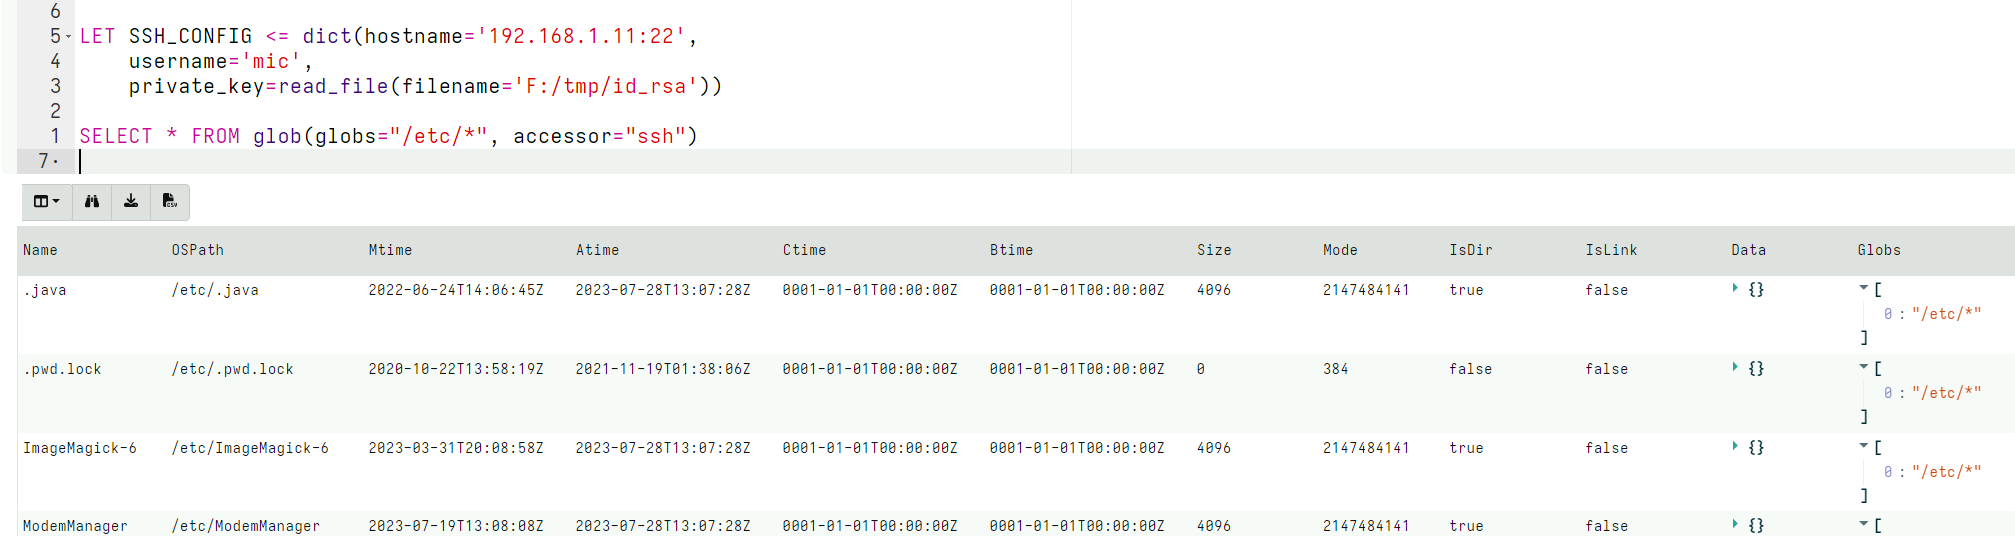 6
5 LET SSH_CONFIG <= dict(hostname='192.168.1.11:22',
4 username='mic',
3 private_key=read_file(filename='F:/tmp/id_rsa'))
2
1 SELECT * FROM glob(globs="/etc/*", accessor="ssh")
7
CSV
Name OSPath Mtime Atime Ctime Btime Size Mode IsDir IsLink Data Globs
.java /etc/.java 2022-06-24T14:06:45Z 2023-07-28T13:07:28Z 0001-01-01T00:00:00Z 0001-01-01T00:00:00Z 4096 2147484141 true false {} [
0 : "/etc/*"
]
.pwd.lock /etc/.pwd.lock 2020-10-22T13:58:19Z 2021-11-19T01:38:06Z 0001-01-01T00:00:00Z 0001-01-01T00:00:00Z 0 384 false false {} [
0 : "/etc/*"
]
ImageMagick-6 /etc/ImageMagick-6 2023-03-31T20:08:58Z 2023-07-28T13:07:28Z 0001-01-01T00:00:00Z 0001-01-01T00:00:00Z 4096 2147484141 true false {} [
0 : "/etc/*"
]
ModemManager /etc/ModemManager 2023-07-19T13:08:08Z 2023-07-28T13:07:28Z 0001-01-01T00:00:00Z 0001-01-01T00:00:00Z 4096 2147484141 true false {} [